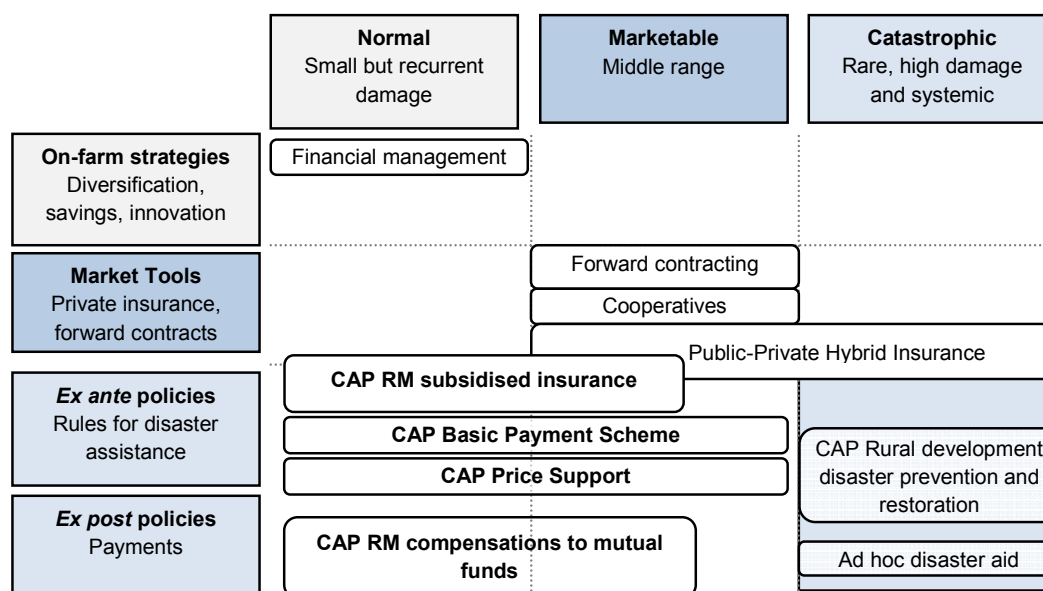 Normal
Small but recurrent
damage
Marketable
Middle range
Catastrophic
Rare, high damage
and systemic
On-farm strategies
Diversification,
savings, innovation
Financial management
Market Tools
Private insurance,
forward contracts
Forward contracting
Cooperatives
Public-Private Hybrid Insurance
Ex ante policies
Rules for disaster
assistance
CAP RM subsidised insurance
CAP Basic Payment Scheme
CAP Price Support
CAP Rural development
disaster prevention and
restoration
Ex post policies
Payments
CAP RM compensations to mutual
funds
Ad hoc disaster aid